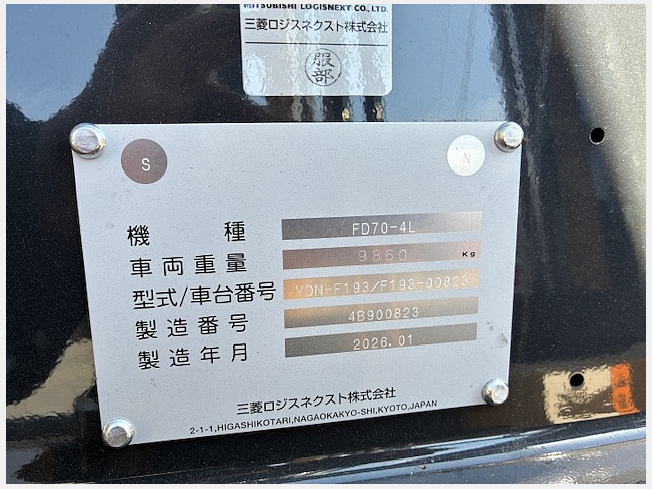 MITSUBISHI LOGISNEXT CO.,LTD.
三菱ロジスネクスト株式会社
服部
S N
機種 FD70-4L
車両重量 9860 Kg
型式/車台番号 YDN-F193/F193-00823
製造番号 4B900823
製造年月 2026.01
三菱ロジスネクスト株式会社
2-1-1,HIGASHIKOTARI,NAGAOKAKYO-SHI,KYOTO,JAPAN